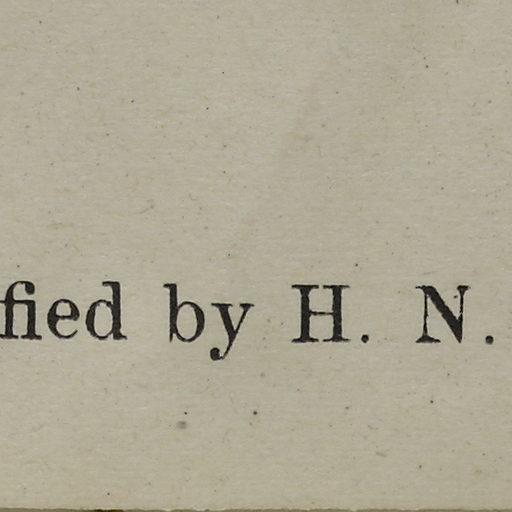 fied by H. N.